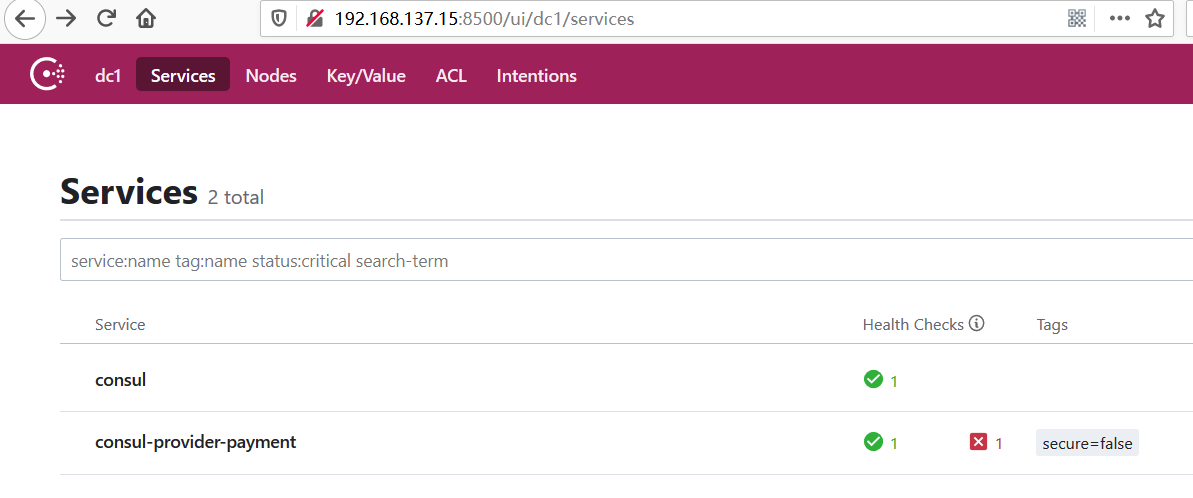 192.168.137.15:8500/ui/dc1/services
dc1 Services Nodes Key/Value ACL Intentions
Services 2 total
service:name tag:name status:critical search-term
Service Health Checks Tags
consul 1
consul-provider-payment 1 1 secure=false